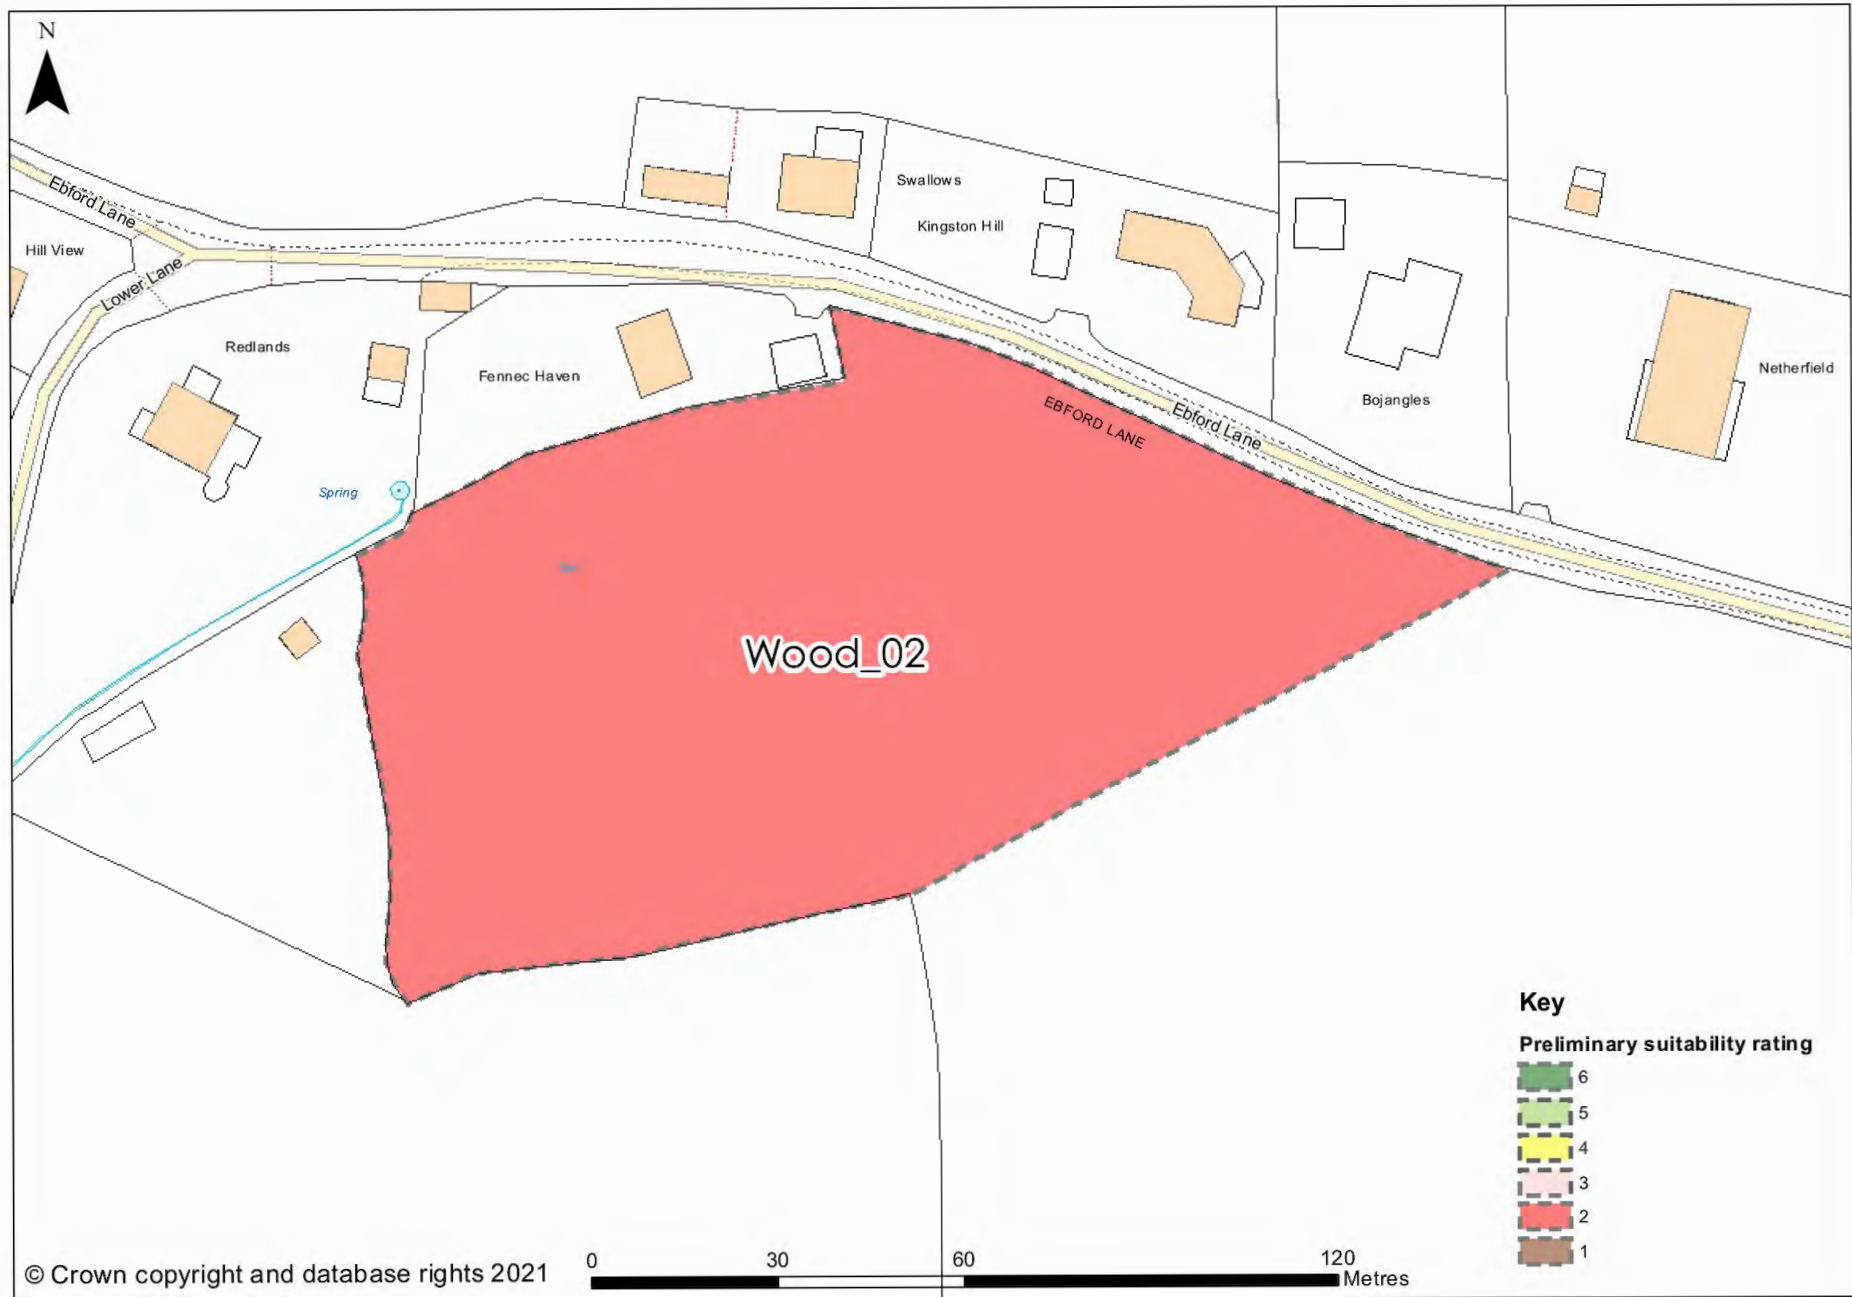 N
Ebford Lane
Hill View
Lower Lane
Swallows
Kingston Hill
Redlands
Fennec Haven
Netherfield
Bojangles
EBFORD LANE
Ebford Lane
Spring
Wood_02
Key
Preliminary suitability rating
6
5
4
3
2
1
0 30 60 120
Metres
© Crown copyright and database rights 2021